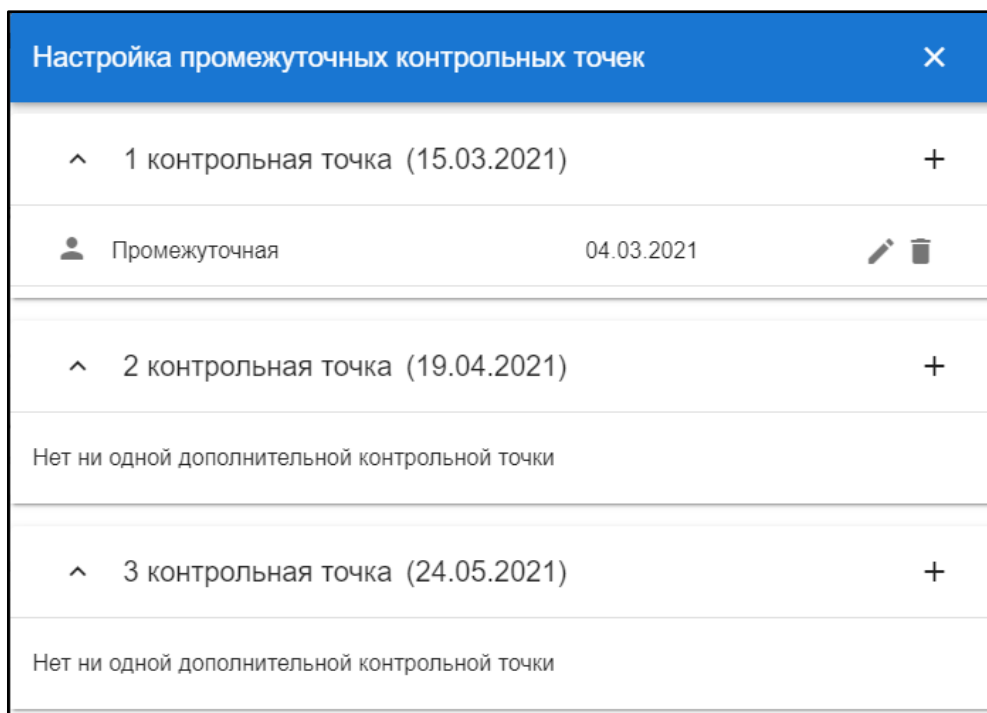 Настройка промежуточных контрольных точек
1 контрольная точка (15.03.2021)
Промежуточная 04.03.2021
2 контрольная точка (19.04.2021)
Нет ни одной дополнительной контрольной точки
3 контрольная точка (24.05.2021)
Нет ни одной дополнительной контрольной точки